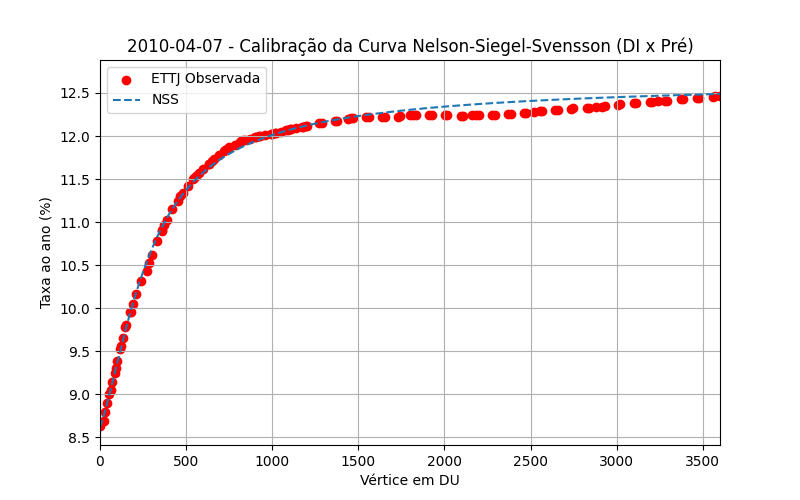 2010-04-07 - Calibração da Curva Nelson-Siegel-Svensson (DI x Pré)
ETTJ Observada
NSS
Taxa ao ano (%)
12.5
12.0
11.5
11.0
10.5
10.0
9.5
9.0
8.5
0 500 1000 1500 2000 2500 3000 3500
Vértice em DU